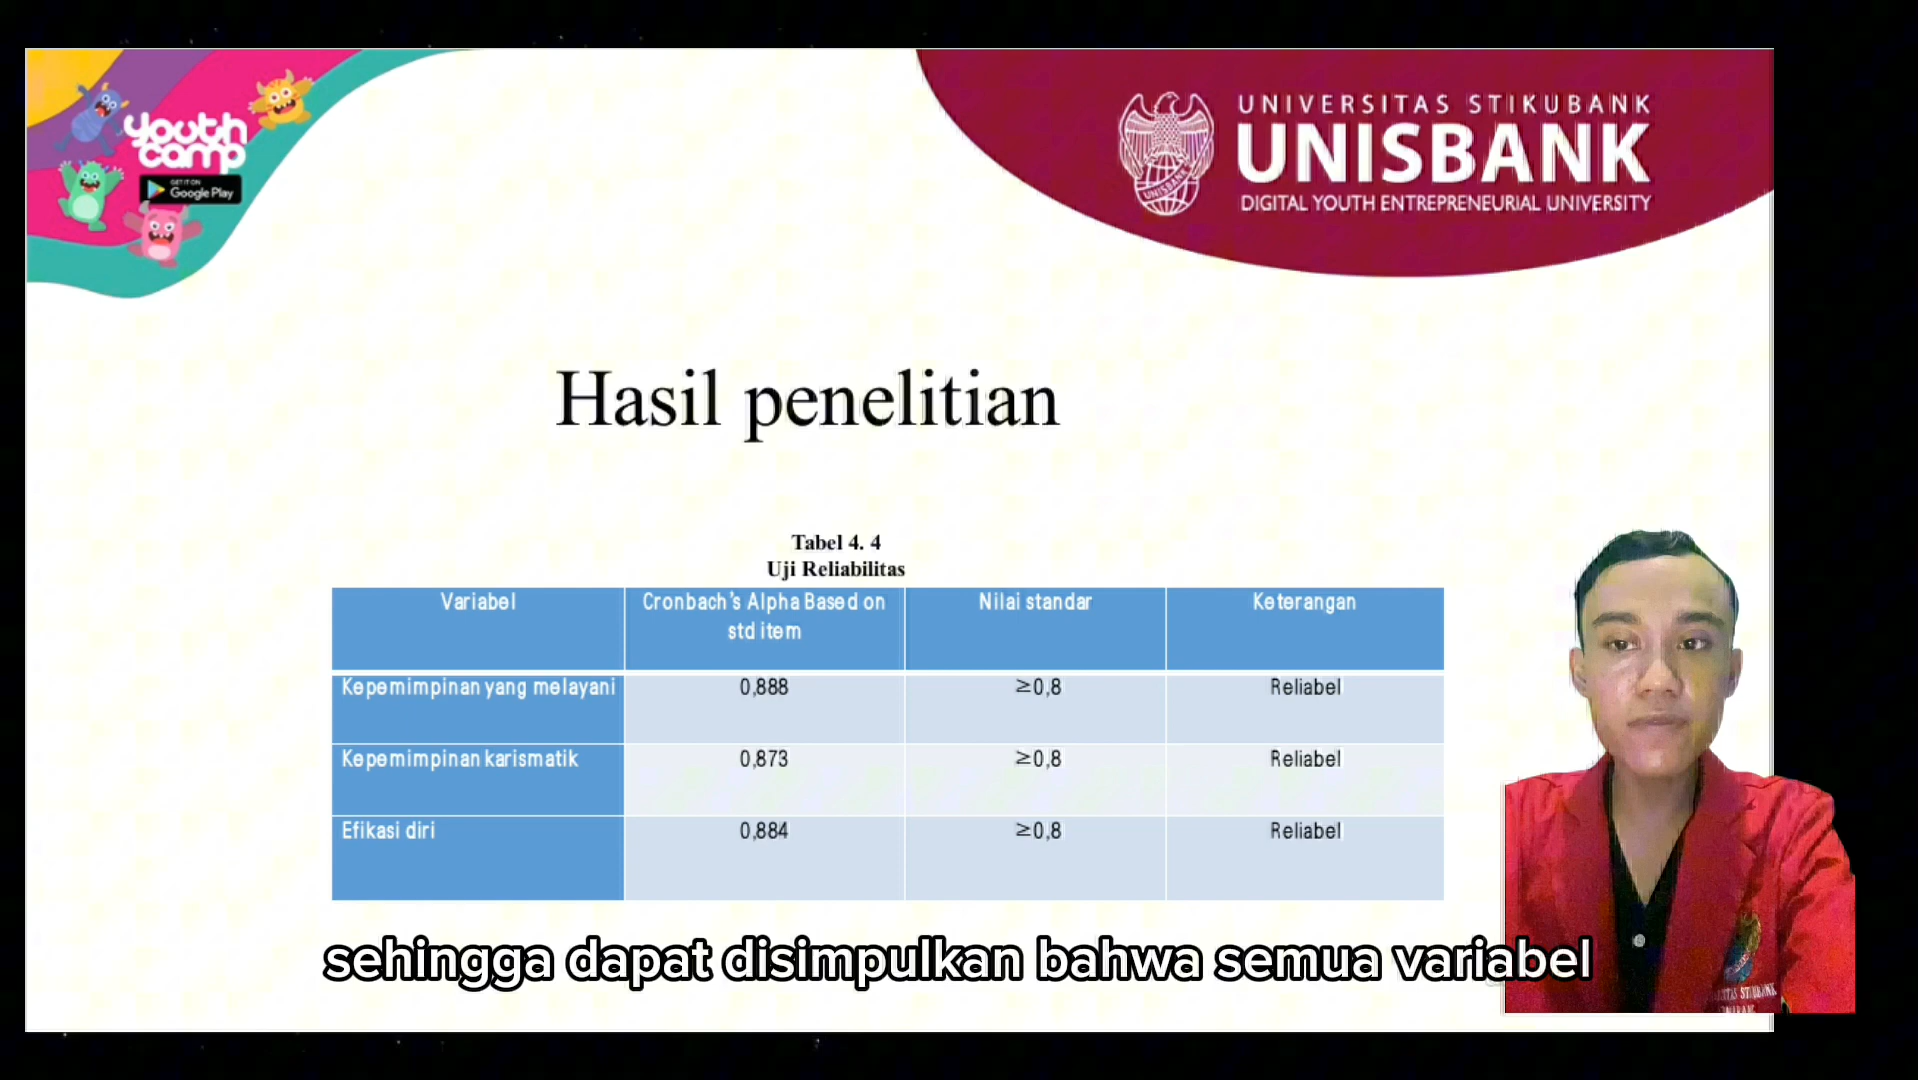 youth
camp
GET IT ON
Google Play
UNIVERSITAS STIKUBANK
UNISBANK
DIGITAL YOUTH ENTREPRENEURIAL UNIVERSITY
UNISBANK
Hasil penelitian
Tabel 4. 4
Uji Reliabilitas
Variabel
Cronbach's Alpha Based on
std item
Nilai standar
Keterangan
Kepemimpinan yang melayani
0,888
≥0,8
Reliabel
Kepemimpinan karismatik
0,873
≥0,8
Reliabel
Efikasi diri
0,884
≥0,8
Reliabel
sehingga dapat disimpulkan bahwa semua variabel